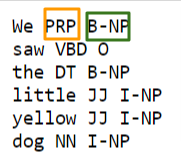 We PRP B-NP
saw VBD O
the DT B-NP
little JJ I-NP
yellow JJ I-NP
dog NN I-NP